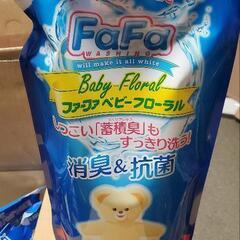 FaFa
WASHING
will make it all white
Baby Floral
ファーファ ベビーフローラル
しつこい「蓄積臭」も
すっきり洗う!
消臭&抗菌